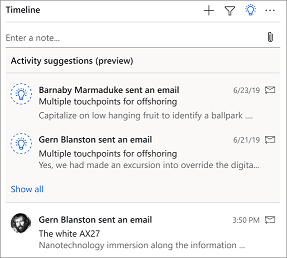 Timeline
Enter a note...
Activity suggestions (preview)
Barnaby Marmaduke sent an email 6/23/19
Multiple touchpoints for offshoring
Capitalize on low hanging fruit to identify a ballpark ....
Gern Blanston sent an email 6/21/19
Multiple touchpoints for offshoring
Yes, we had made an excursion into override the digita...
Show all
Gern Blanston sent an email 3:50 PM
The white AX27
Nanotechnology immersion along the information ...